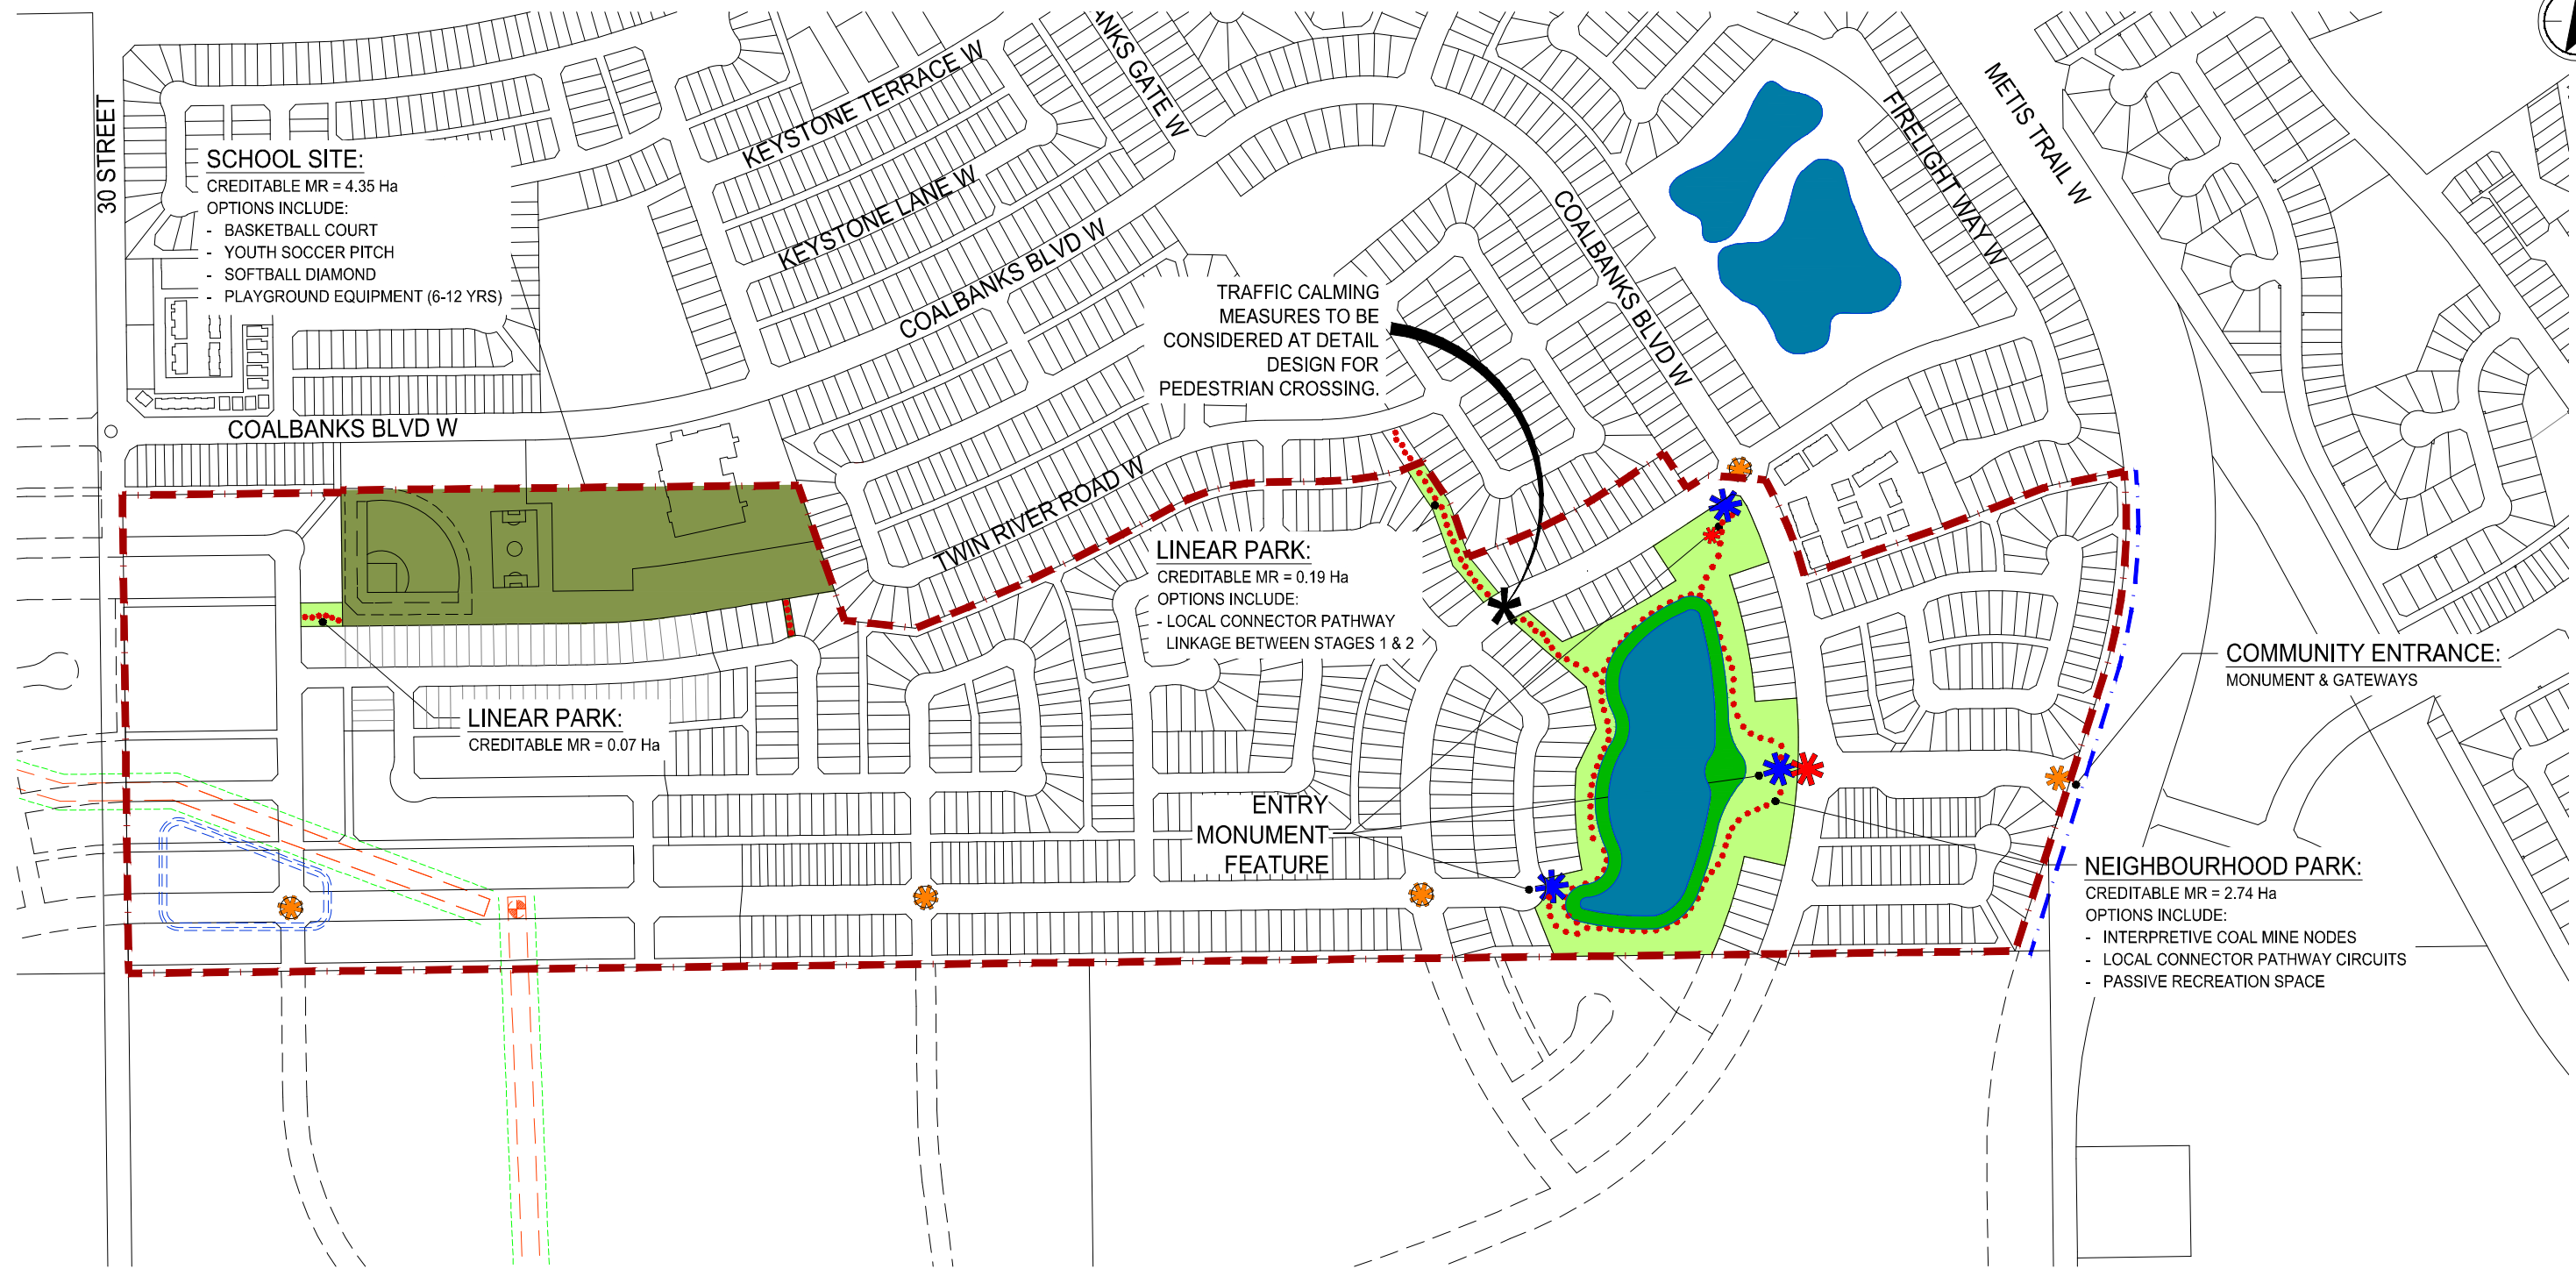 30 STREET
SCHOOL SITE:
CREDITABLE MR = 4.35 Ha
OPTIONS INCLUDE:
- BASKETBALL COURT
- YOUTH SOCCER PITCH
- SOFTBALL DIAMOND
- PLAYGROUND EQUIPMENT (6-12 YRS)
KEYSTONE TERRACE W
KEYSTONE LANE W
COALBANKS BLVD W
ANKS GATE W
COALBANKS BLVD W
FIRELIGHT WAY W
METIS TRAIL W
TRAFFIC CALMING
MEASURES TO BE
CONSIDERED AT DETAIL
DESIGN FOR
PEDESTRIAN CROSSING.
COALBANKS BLVD W
TWIN RIVER ROAD W
LINEAR PARK:
CREDITABLE MR = 0.19 Ha
OPTIONS INCLUDE:
- LOCAL CONNECTOR PATHWAY
LINKAGE BETWEEN STAGES 1 & 2
LINEAR PARK:
CREDITABLE MR = 0.07 Ha
COMMUNITY ENTRANCE:
MONUMENT & GATEWAYS
ENTRY
MONUMENT
FEATURE
NEIGHBOURHOOD PARK:
CREDITABLE MR = 2.74 Ha
OPTIONS INCLUDE:
- INTERPRETIVE COAL MINE NODES
- LOCAL CONNECTOR PATHWAY CIRCUITS
- PASSIVE RECREATION SPACE